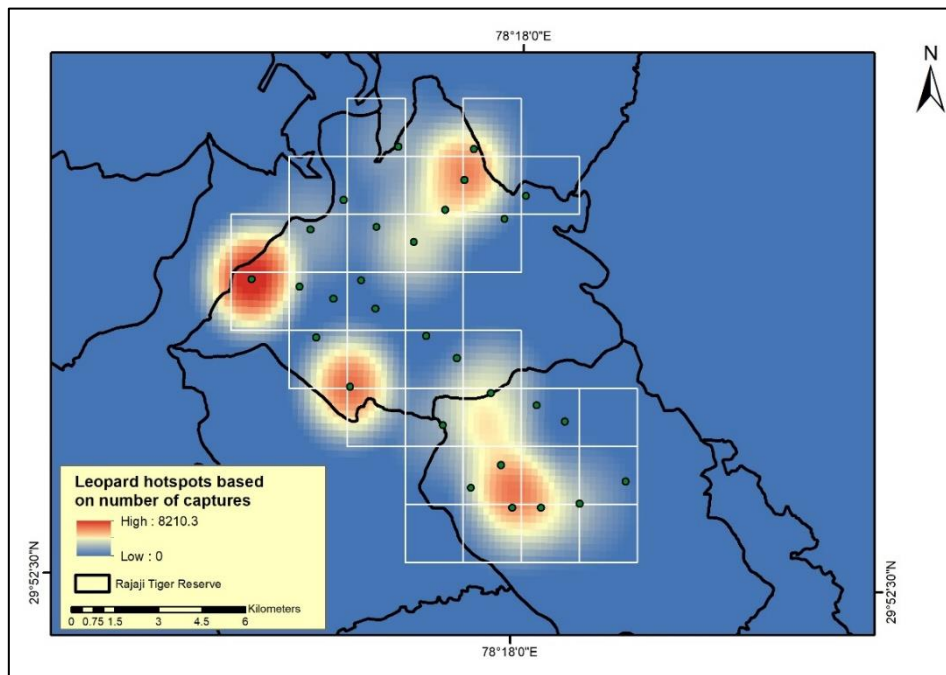 78°18'0"E
N
Leopard hotspots based
on number of captures
High : 8210.3
Low : 0
Rajaji Tiger Reserve
Kilometers
0 0.75 1.5 3 4.5 6
29°52'30"N
29°52'30"N
78°18'0"E